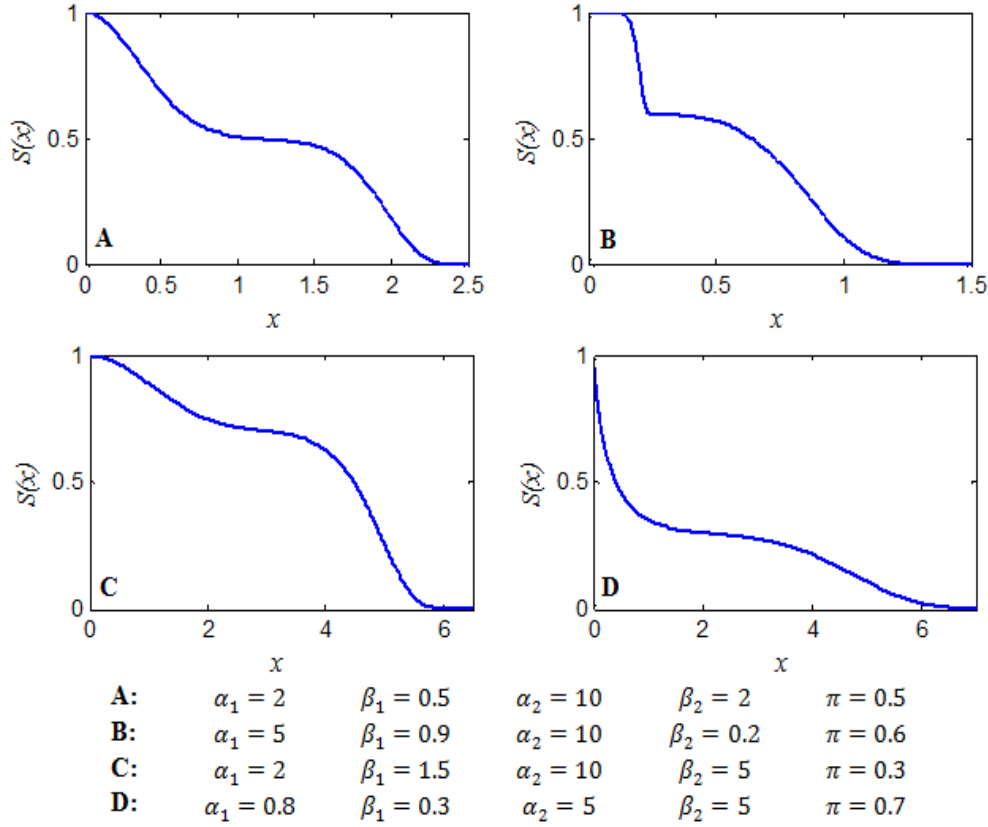 1
0.5
0
S(x)
A
0 0.5 1 1.5 2 2.5
x
1
0.5
0
S(x)
B
0 0.5 1 1.5
x
1
0.5
0
S(x)
C
0 2 4 6
x
1
0.5
0
S(x)
D
0 2 4 6
x
A: α₁ = 2 β₁ = 0.5 α₂ = 10 β₂ = 2 π = 0.5
B: α₁ = 5 β₁ = 0.9 α₂ = 10 β₂ = 0.2 π = 0.6
C: α₁ = 2 β₁ = 1.5 α₂ = 10 β₂ = 5 π = 0.3
D: α₁ = 0.8 β₁ = 0.3 α₂ = 5 β₂ = 5 π = 0.7